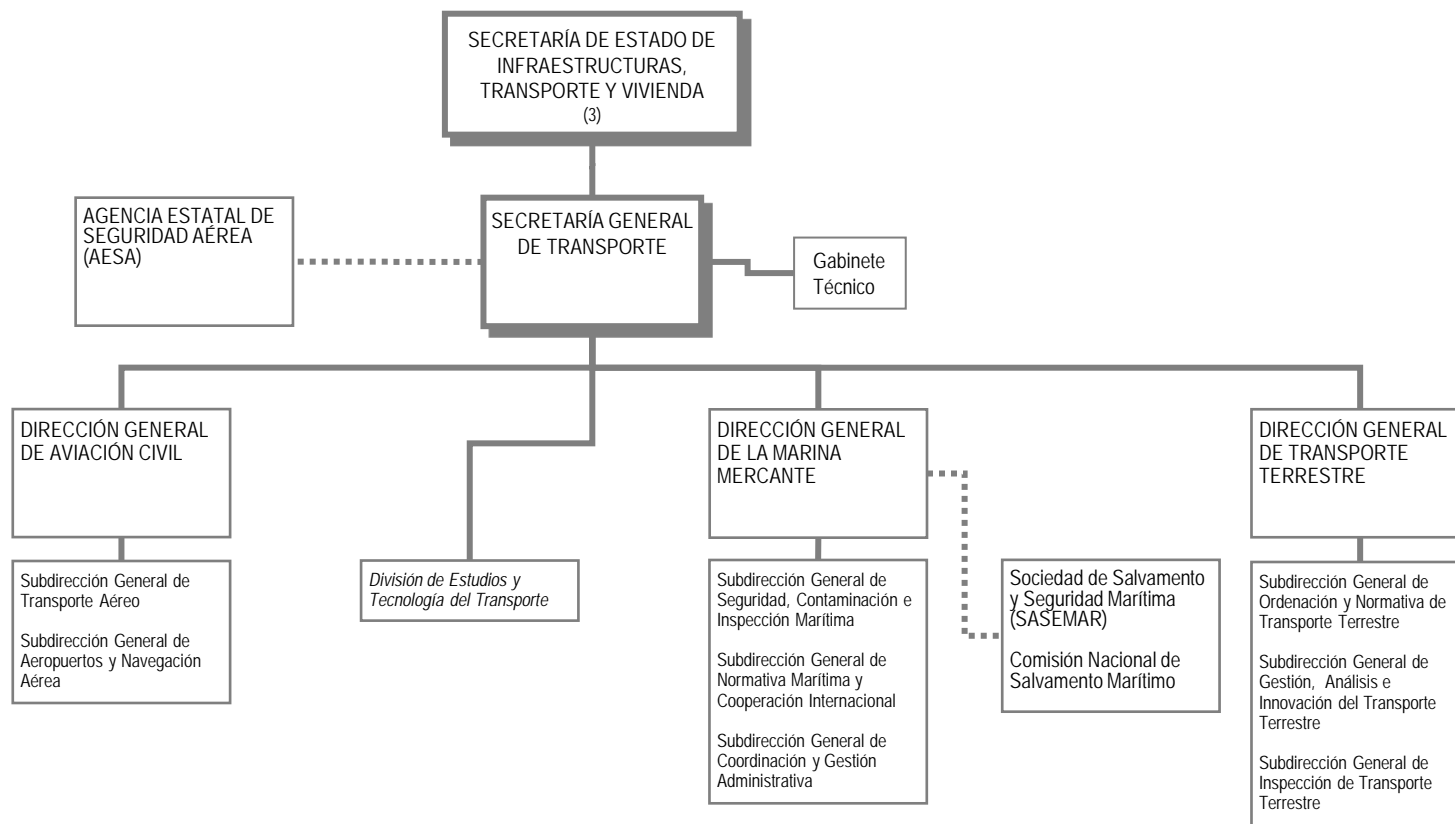 SECRETARÍA DE ESTADO DE
INFRAESTRUCTURAS,
TRANSPORTE Y VIVIENDA
(3)
AGENCIA ESTATAL DE
SEGURIDAD AÉREA
(AESA)
SECRETARÍA GENERAL
DE TRANSPORTE
Gabinete
Técnico
DIRECCIÓN GENERAL
DE AVIACIÓN CIVIL
DIRECCIÓN GENERAL
DE LA MARINA
MERCANTE
DIRECCIÓN GENERAL
DE TRANSPORTE
TERRESTRE
Subdirección General de
Transporte Aéreo
Subdirección General de
Aeropuertos y Navegación
Aérea
División de Estudios y
Tecnología del Transporte
Subdirección General de
Seguridad, Contaminación e
Inspección Marítima
Subdirección General de
Normativa Marítima y
Cooperación Internacional
Subdirección General de
Coordinación y Gestión
Administrativa
Sociedad de Salvamento
y Seguridad Marítima
(SASEMAR)
Comisión Nacional de
Salvamento Marítimo
Subdirección General de
Ordenación y Normativa de
Transporte Terrestre
Subdirección General de
Gestión, Análisis e
Innovación del Transporte
Terrestre
Subdirección General de
Inspección de Transporte
Terrestre